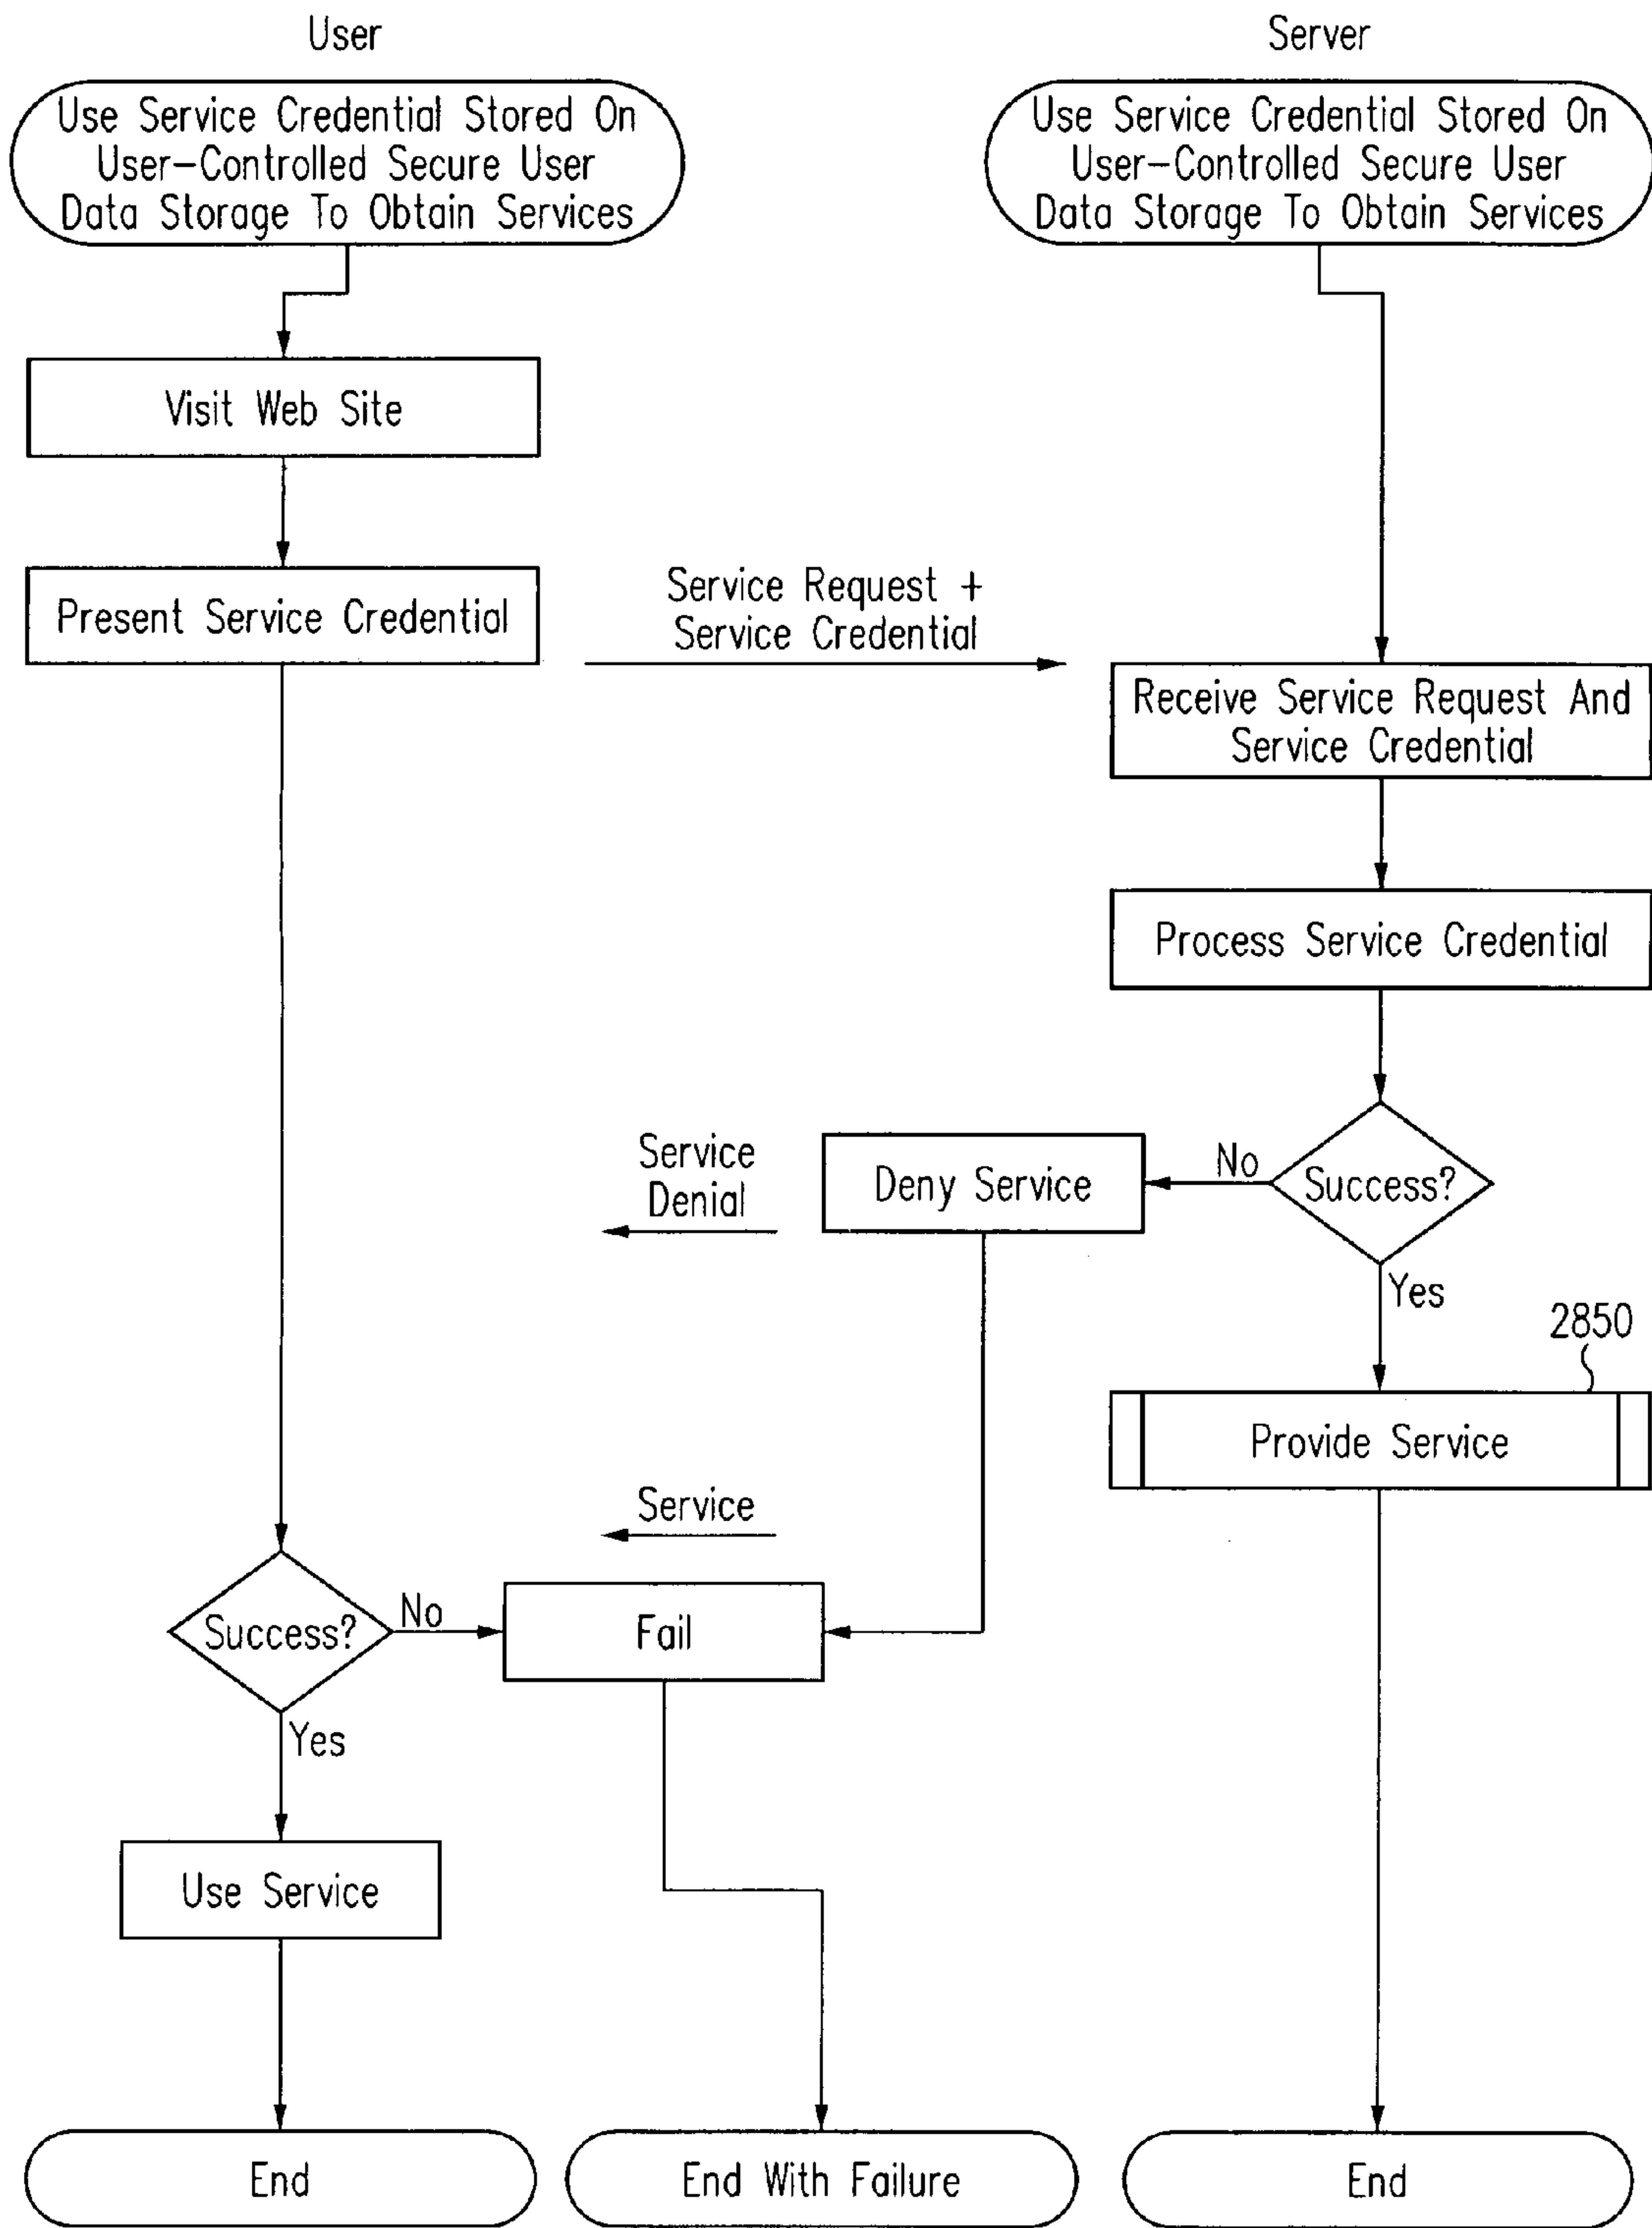 User
Server
Use Service Credential Stored On
User-Controlled Secure User
Data Storage To Obtain Services
Use Service Credential Stored On
User-Controlled Secure User
Data Storage To Obtain Services
Visit Web Site
Present Service Credential
Service Request +
Service Credential
Receive Service Request And
Service Credential
Process Service Credential
Success?
No
Deny Service
Service
Denial
Yes
2850
Provide Service
Service
Success?
No
Fail
Yes
Use Service
End
End With Failure
End